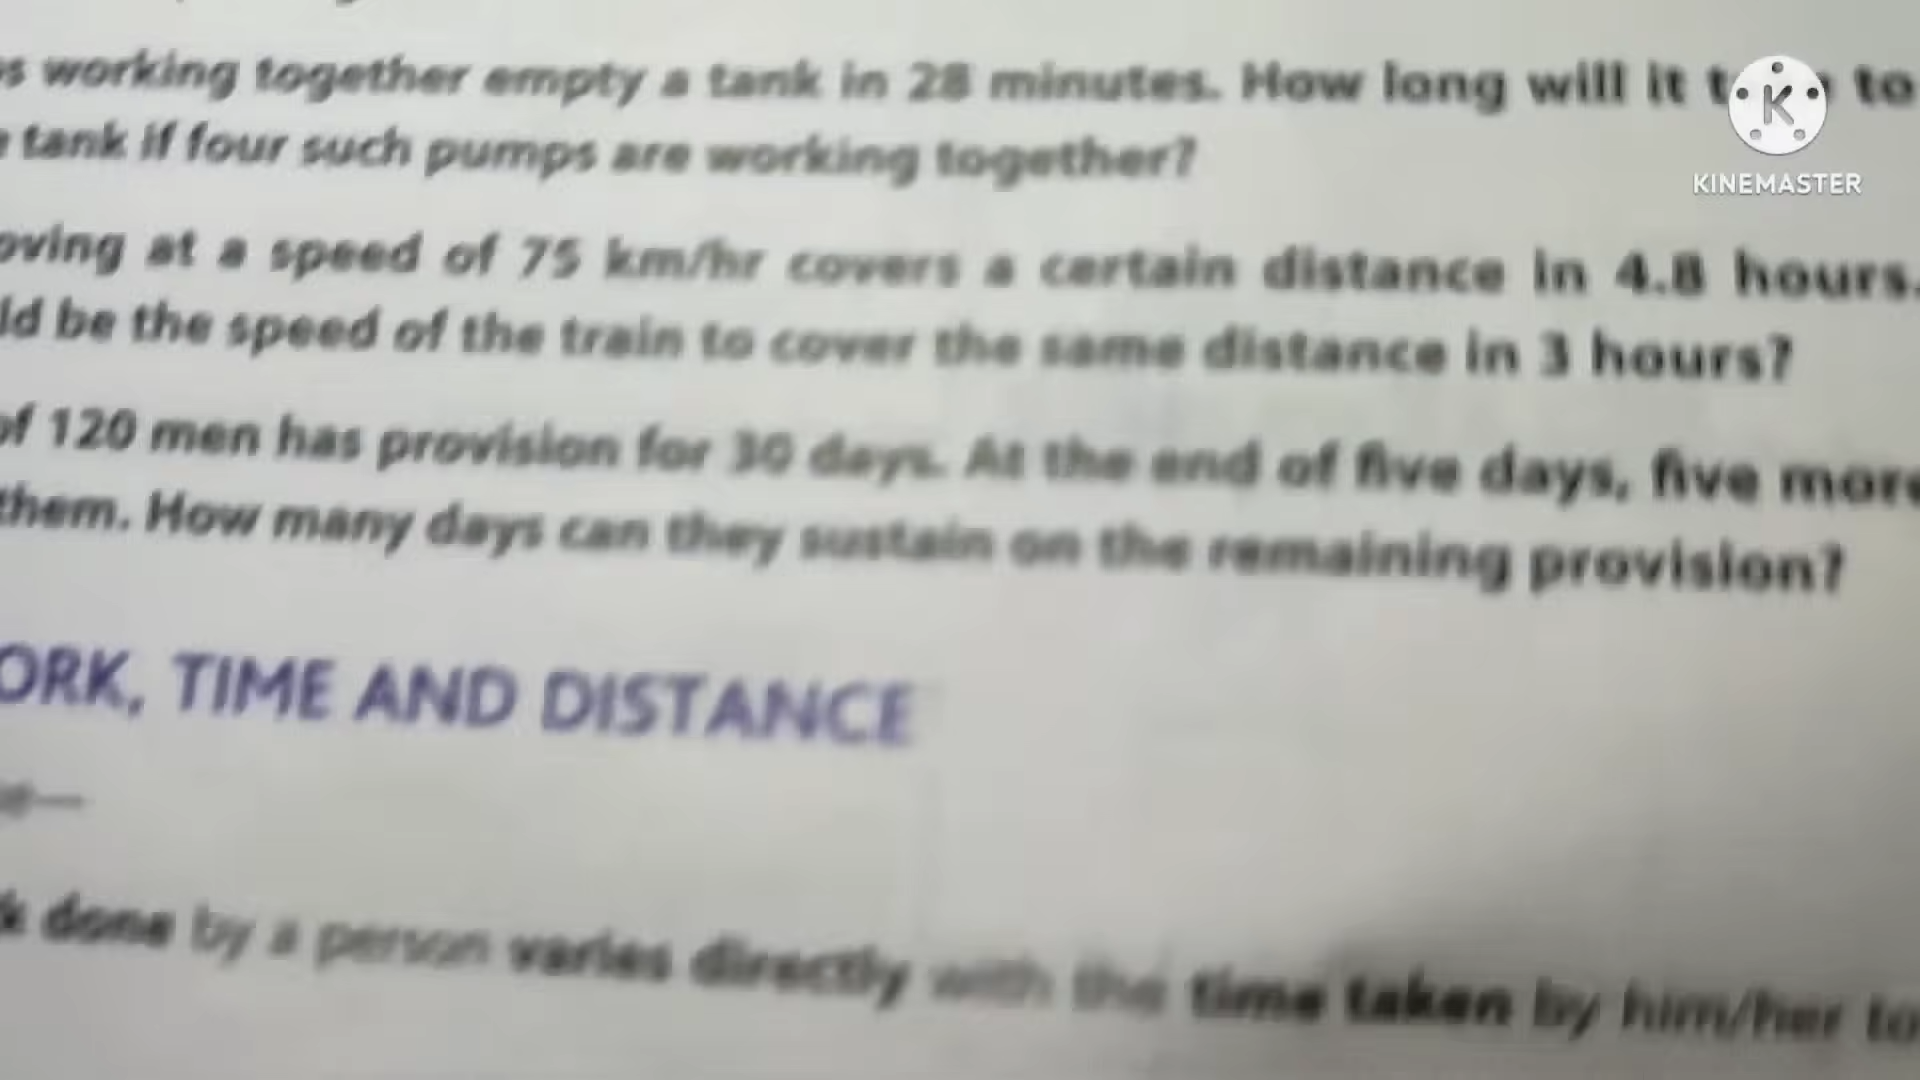 s working together empty a tank in 28 minutes. How long will it to
tank if four such pumps are working together?
oving at a speed of 75 km/hr covers a certain distance in 4.8 hours.
ld be the speed of the train to cover the same distance in 3 hours?
of 120 men has provision for 30 days. At the end of five days, five more
them. How many days can they sustain on the remaining provision?
ORK, TIME AND DISTANCE
k done by a person varies directly with the time taken by him/her to
K
KINEMASTER